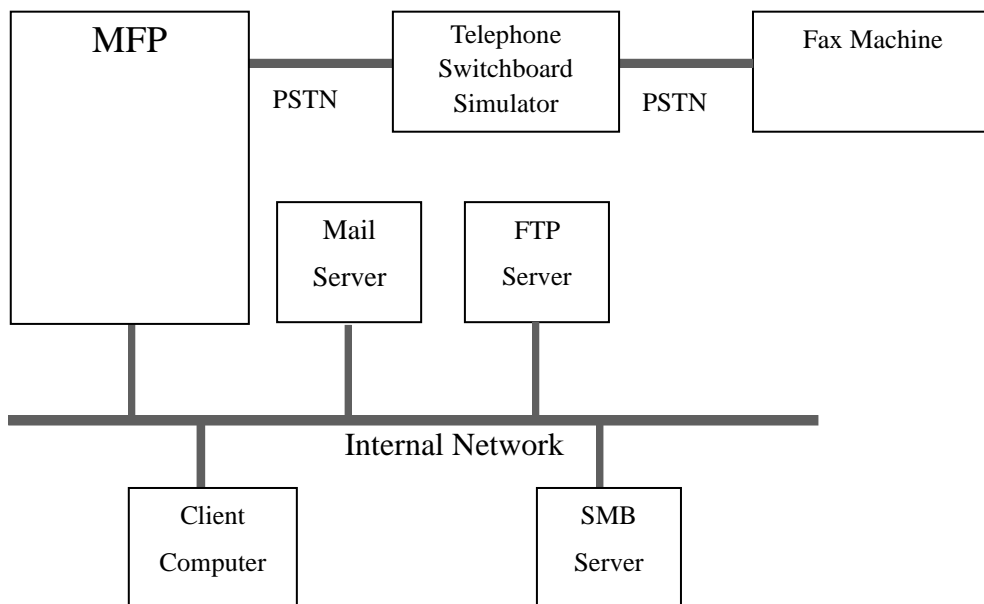 MFP
Telephone
Switchboard
Simulator
Fax Machine
PSTN
PSTN
Mail
Server
FTP
Server
Internal Network
Client
Computer
SMB
Server